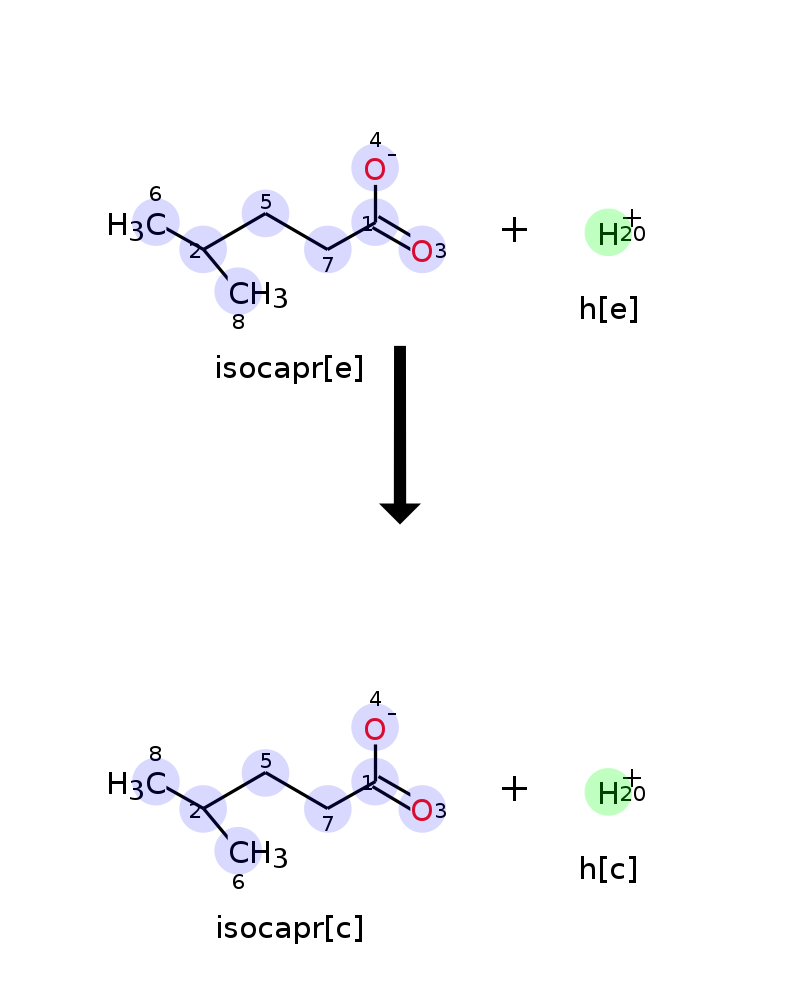 4
O-
6
5
H3C
1
+
H+
20
2
7
O3
CH3
8
h[e]
isocapr[e]
4
O-
8
5
H3C
1
+
H+
20
2
7
O3
CH3
6
h[c]
isocapr[c]